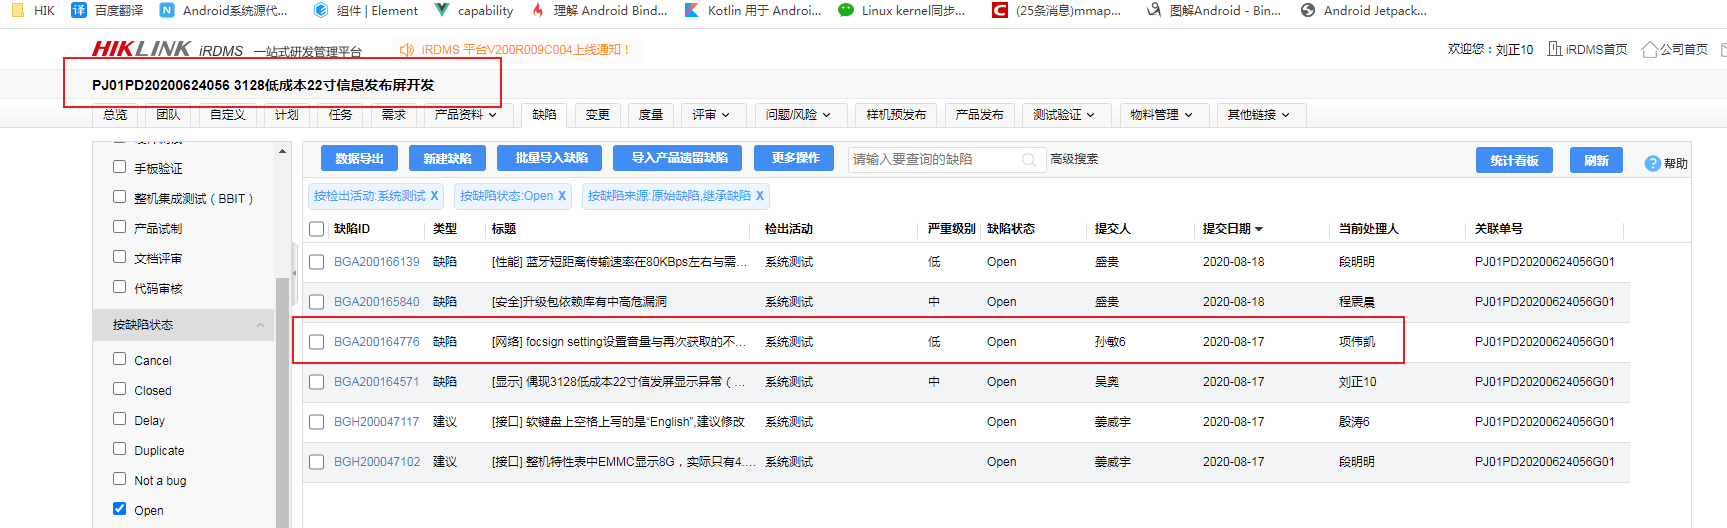 HIK 百度翻译 Android系统源代... 组件 | Element capability 理解 Android Bind... Kotlin 用于 Androi... Linux kernel同步... (25条消息)mmap... 图解Android - Bin... Android Jetpack...
HIKLINK iRDMS 一站式研发管理平台 iRDMS 平台V200R009C004上线通知！ 欢迎您：刘正10 iRDMS首页 公司首页
PJ01PD20200624056 3128低成本22寸信息发布屏开发
总览 团队 自定义 计划 任务 需求 产品资料 缺陷 变更 度量 评审 问题/风险 样机预发布 产品发布 测试验证 物料管理 其他链接
手板验证
整机集成测试（BBIT）
产品试制
文档评审
代码审核
按缺陷状态
Cancel
Closed
Delay
Duplicate
Not a bug
Open
数据导出 新建缺陷 批量导入缺陷 导入产品遗留缺陷 更多操作 请输入要查询的缺陷 高级搜索 统计看板 刷新 帮助
按检出活动:系统测试 X 按缺陷状态:Open X 按缺陷来源:原始缺陷,继承缺陷 X
缺陷ID 类型 标题 检出活动 严重级别 缺陷状态 提交人 提交日期 当前处理人 关联单号
BGA200166139 缺陷 [性能] 蓝牙短距离传输速率在80KBps左右与需... 系统测试 低 Open 盛贵 2020-08-18 段明明 PJ01PD20200624056G01
BGA200165840 缺陷 [安全]升级包依赖库有中高危漏洞 系统测试 中 Open 盛贵 2020-08-18 程震晨 PJ01PD20200624056G01
BGA200164776 缺陷 [网络] focsign setting设置音量与再次获取的不... 系统测试 低 Open 孙敏6 2020-08-17 项伟凯 PJ01PD20200624056G01
BGA200164571 缺陷 [显示] 偶现3128低成本22寸信发屏显示异常（... 系统测试 中 Open 吴奥 2020-08-17 刘正10 PJ01PD20200624056G01
BGH200047117 建议 [接口] 软键盘上空格上写的是“English”,建议修改 系统测试 Open 姜威宇 2020-08-17 殷涛6 PJ01PD20200624056G01
BGH200047102 建议 [接口] 整机特性表中EMMC显示8G，实际只有4.... 系统测试 Open 姜威宇 2020-08-17 段明明 PJ01PD20200624056G01